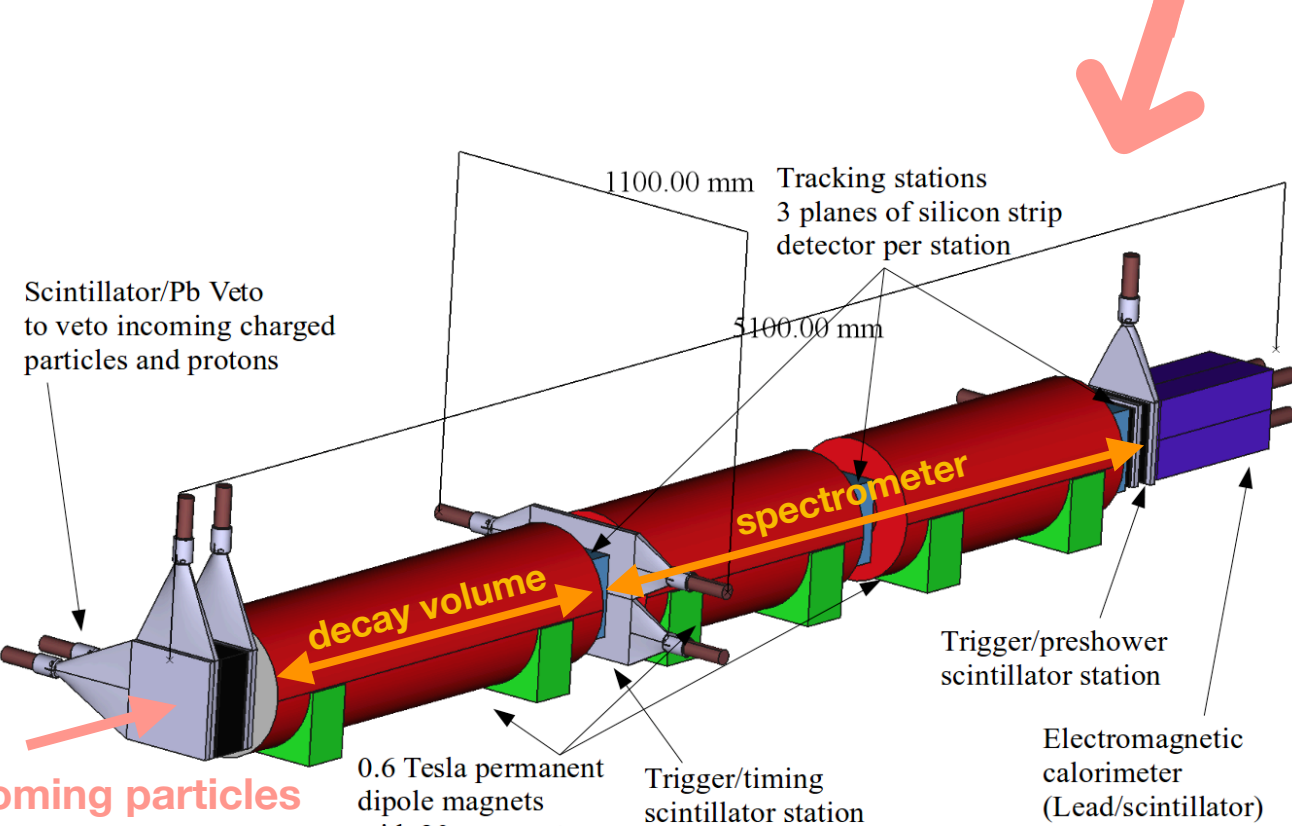 1100.00 mm
Tracking stations
3 planes of silicon strip
detector per station
Scintillator/Pb Veto
to veto incoming charged
particles and protons
5100.00 mm
spectrometer
decay volume
Trigger/preshower
scintillator station
Electromagnetic
calorimeter
(Lead/scintillator)
0.6 Tesla permanent
dipole magnets
Trigger/timing
scintillator station
oming particles